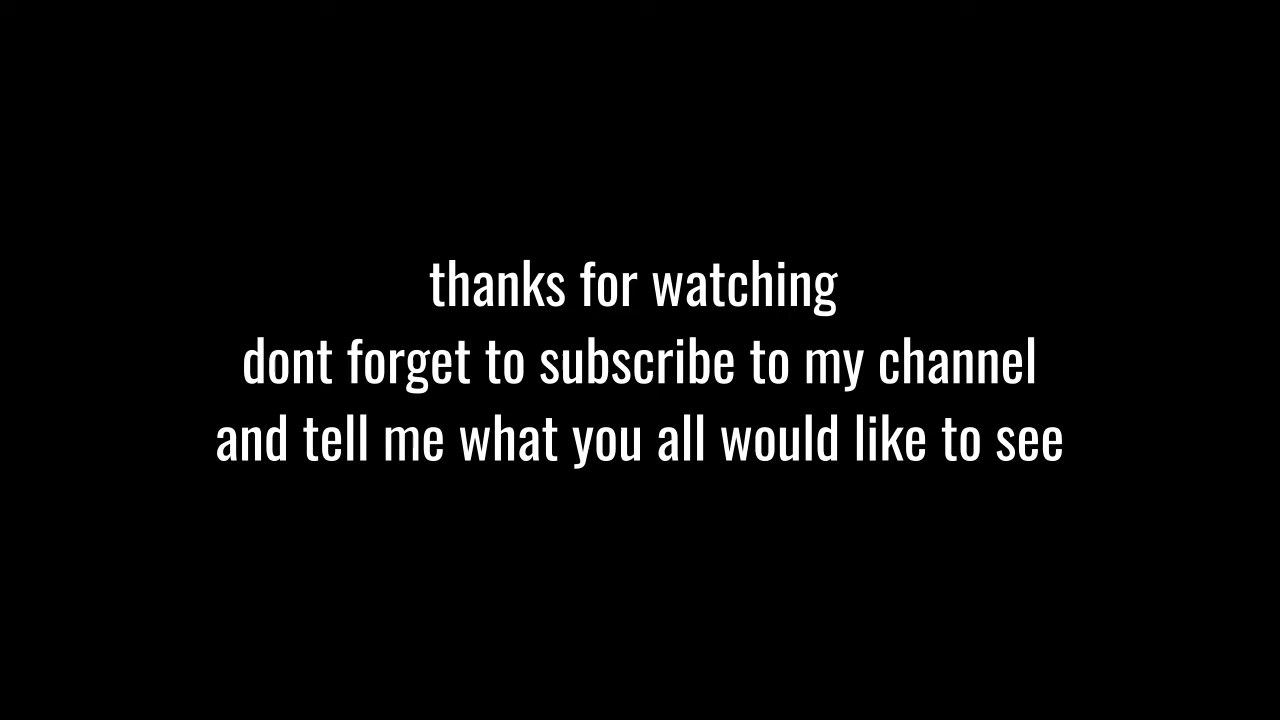 thanks for watching
dont forget to subscribe to my channel
and tell me what you all would like to see